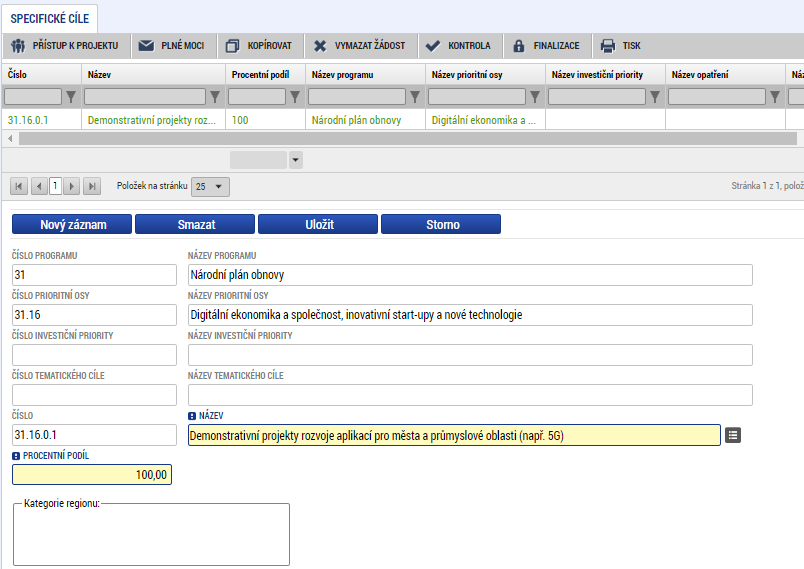 SPECIFICKÉ CÍLE
PŘÍSTUP K PROJEKTU PLNÉ MOCI KOPÍROVAT VYMAZAT ŽÁDOST KONTROLA FINALIZACE TISK
Číslo Název Procentní podíl Název programu Název prioritní osy Název investiční priority Název opatření Náz
31.16.0.1 Demonstrativní projekty roz... 100 Národní plán obnovy Digitální ekonomika a ...
1 Položek na stránku 25 Stránka 1 z 1, polož
Nový záznam Smazat Uložit Storno
ČÍSLO PROGRAMU NÁZEV PROGRAMU
31 Národní plán obnovy
ČÍSLO PRIORITNÍ OSY NÁZEV PRIORITNÍ OSY
31.16 Digitální ekonomika a společnost, inovativní start-upy a nové technologie
ČÍSLO INVESTIČNÍ PRIORITY NÁZEV INVESTIČNÍ PRIORITY
ČÍSLO TEMATICKÉHO CÍLE NÁZEV TEMATICKÉHO CÍLE
ČÍSLO NÁZEV
31.16.0.1 Demonstrativní projekty rozvoje aplikací pro města a průmyslové oblasti (např. 5G)
PROCENTNÍ PODÍL
100,00
Kategorie regionu: